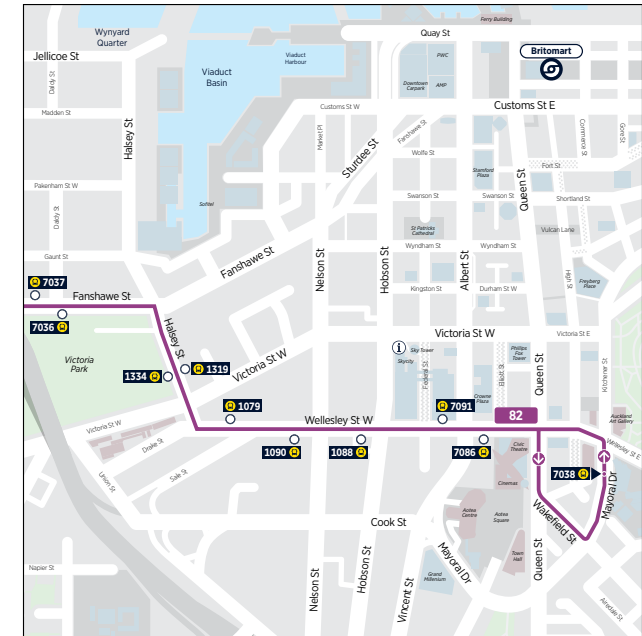 Ferry Building
Wynyard
Quarter
Quay St
Jellicoe St
Viaduct
Harbour
PWC
Britomart
Daldy St
Viaduct
Basin
Downtown
Carpark
AMP
Madden St
Customs St W
Customs St E
Halsey St
Market Pl
Sturdee St
Fanshawe St
Commerce St
Gore St
Wolfe St
Fort St
Pakenham St W
Stamford
Plaza
Queen St
Swanson St
Swanson St
Shortland St
Daldy St
Sofitel
St Patricks
Cathedral
Vulcan Lane
Gaunt St
Fanshawe St
Nelson St
Hobson St
Wyndham St
Albert St
Wyndham St
High St
Freyberg
Place
7037
Kingston St
Durham St W
Fanshawe St
7036
Halsey St
Victoria St W
Victoria St E
Victoria
Park
Victoria St W
Sky Tower
Skycity
Federal St
Elliott St
Phillips
Fox
Tower
Queen St
Kitchener St
1334
1319
Crowne
Plaza
1079
7091
82
Auckland
Art Gallery
Victoria St W
Wellesley St W
Wellesley St E
Drake St
1090
1088
7086
Civic
Theatre
Sale St
Union St
Cinemas
7038
Mayoral Dr
Cook St
Aotea
Centre
Aotea
Square
Wakefield St
Mayoral Dr
Town
Hall
Queen St
Napier St
Nelson St
Hobson St
Vincent St
Grand
Millenium
Airedale St